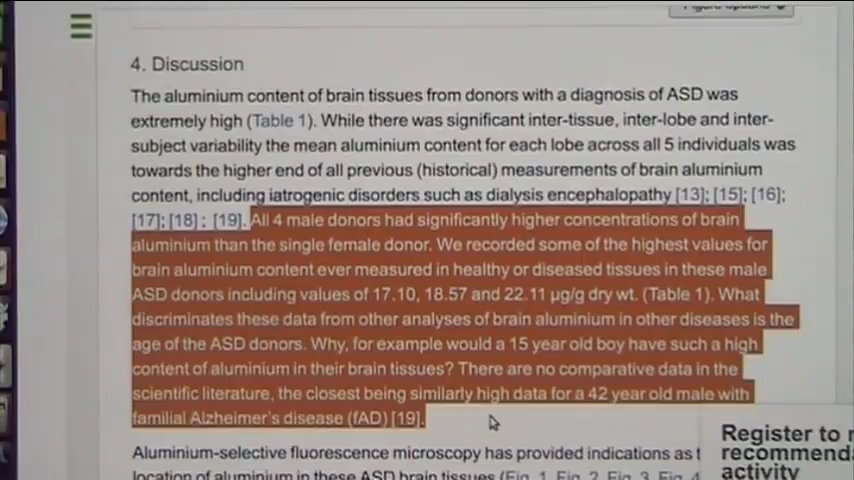 4. Discussion
The aluminium content of brain tissues from donors with a diagnosis of ASD was
extremely high (Table 1). While there was significant inter-tissue, inter-lobe and inter-
subject variability the mean aluminium content for each lobe across all 5 individuals was
towards the higher end of all previous (historical) measurements of brain aluminium
content, including iatrogenic disorders such as dialysis encephalopathy [13]; [15]; [16];
[17]; [18] ; [19]. All 4 male donors had significantly higher concentrations of brain
aluminium than the single female donor. We recorded some of the highest values for
brain aluminium content ever measured in healthy or diseased tissues in these male
ASD donors including values of 17.10, 18.57 and 22.11 μg/g dry wt. (Table 1). What
discriminates these data from other analyses of brain aluminium in other diseases is the
age of the ASD donors. Why, for example would a 15 year old boy have such a high
content of aluminium in their brain tissues? There are no comparative data in the
scientific literature, the closest being similarly high data for a 42 year old male with
familial Alzheimer's disease (fAD) [19].
Aluminium-selective fluorescence microscopy has provided indications as t
location of aluminium in these ASD brain tissues (Fig. 1, Fig. 2, Fig. 3, Fig. 4
Register to r
recommenda
activity